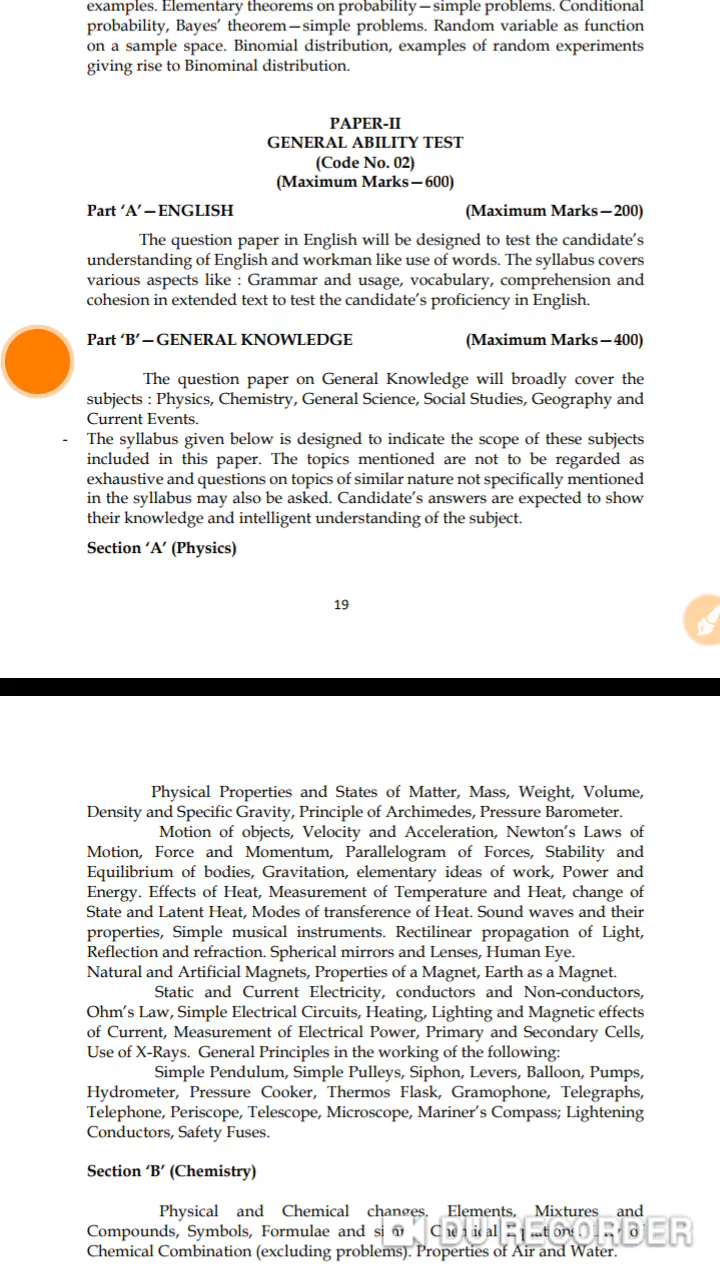 examples. Elementary theorems on probability—simple problems. Conditional
probability, Bayes' theorem—simple problems. Random variable as function
on a sample space. Binomial distribution, examples of random experiments
giving rise to Binominal distribution.
PAPER-II
GENERAL ABILITY TEST
(Code No. 02)
(Maximum Marks—600)
Part 'A'—ENGLISH (Maximum Marks—200)
The question paper in English will be designed to test the candidate's
understanding of English and workman like use of words. The syllabus covers
various aspects like : Grammar and usage, vocabulary, comprehension and
cohesion in extended text to test the candidate's proficiency in English.
Part 'B'—GENERAL KNOWLEDGE (Maximum Marks—400)
The question paper on General Knowledge will broadly cover the
subjects : Physics, Chemistry, General Science, Social Studies, Geography and
Current Events.
- The syllabus given below is designed to indicate the scope of these subjects
included in this paper. The topics mentioned are not to be regarded as
exhaustive and questions on topics of similar nature not specifically mentioned
in the syllabus may also be asked. Candidate's answers are expected to show
their knowledge and intelligent understanding of the subject.
Section 'A' (Physics)
19
Physical Properties and States of Matter, Mass, Weight, Volume,
Density and Specific Gravity, Principle of Archimedes, Pressure Barometer.
Motion of objects, Velocity and Acceleration, Newton's Laws of
Motion, Force and Momentum, Parallelogram of Forces, Stability and
Equilibrium of bodies, Gravitation, elementary ideas of work, Power and
Energy. Effects of Heat, Measurement of Temperature and Heat, change of
State and Latent Heat, Modes of transference of Heat. Sound waves and their
properties, Simple musical instruments. Rectilinear propagation of Light,
Reflection and refraction. Spherical mirrors and Lenses, Human Eye.
Natural and Artificial Magnets, Properties of a Magnet, Earth as a Magnet.
Static and Current Electricity, conductors and Non-conductors,
Ohm's Law, Simple Electrical Circuits, Heating, Lighting and Magnetic effects
of Current, Measurement of Electrical Power, Primary and Secondary Cells,
Use of X-Rays. General Principles in the working of the following:
Simple Pendulum, Simple Pulleys, Siphon, Levers, Balloon, Pumps,
Hydrometer, Pressure Cooker, Thermos Flask, Gramophone, Telegraphs,
Telephone, Periscope, Telescope, Microscope, Mariner's Compass; Lightening
Conductors, Safety Fuses.
Section 'B' (Chemistry)
Physical and Chemical changes. Elements, Mixtures and
Compounds, Symbols, Formulae and
Chemical Combination (excluding problems). Properties of Air and Water.
DU RECORDER